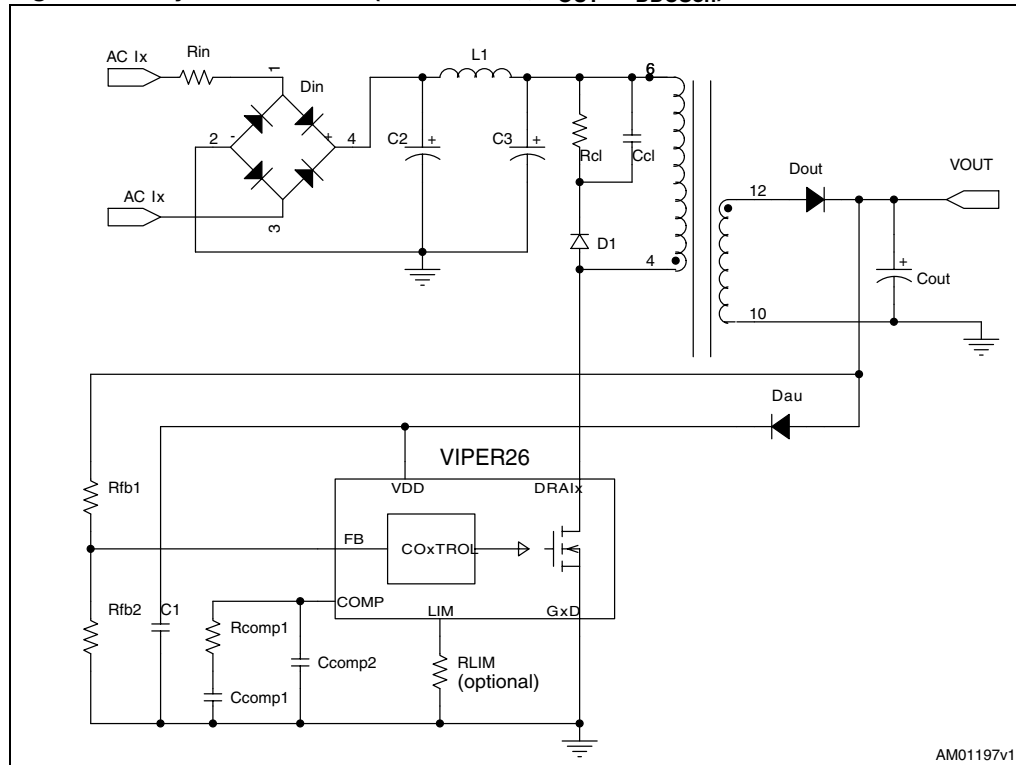 AC Ix
Rin
1
Din
2
-
+
4
3
AC Ix
L1
C2
+
C3
+
Rcl
Ccl
D1
6
4
12
10
Dout
VOUT
+
Cout
Dau
VIPER26
VDD
DRAIx
FB
COxTROL
COMP
LIM
GxD
Rfb1
Rfb2
C1
Rcomp1
Ccomp1
Ccomp2
RLIM
(optional)
AM01197v1